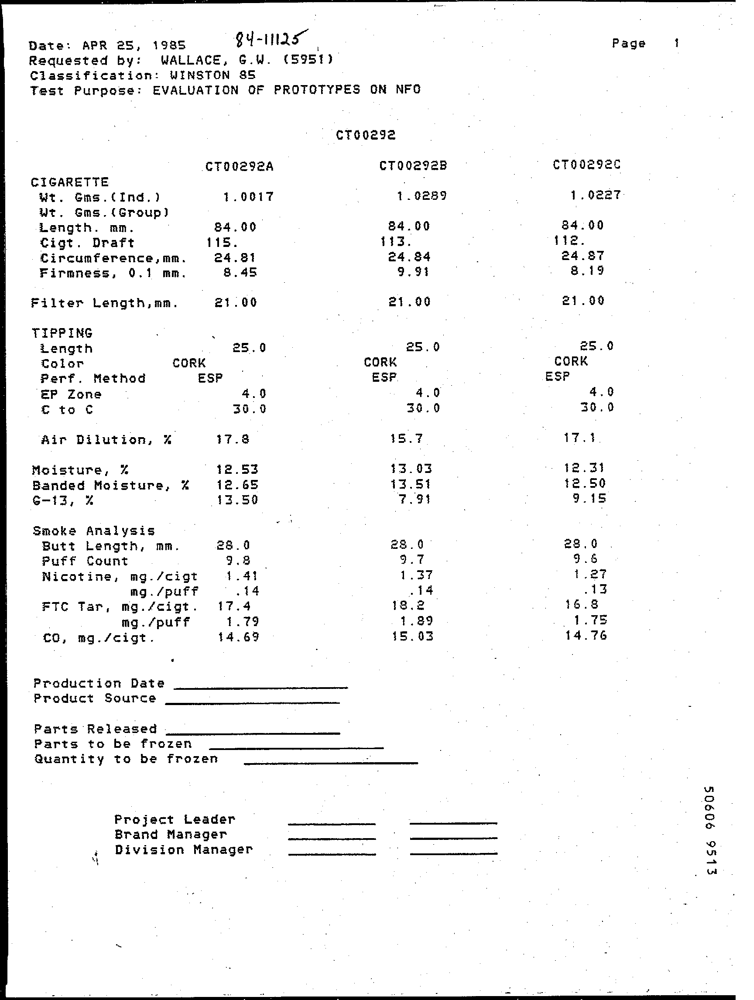 Date: APR 25, 1985 84-11125 Page 1
Requested by: WALLACE, G.W. (5951)
Classification: WINSTON 85
Test Purpose: EVALUATION OF PROTOTYPES ON NFO
CT00292
CT00292A CT00292B CT00292C
CIGARETTE
Wt. Gms.(Ind.) 1.0017 1.0289 1.0227
Wt. Gms.(Group)
Length. mm. 84.00 84.00 84.00
Cigt. Draft 115. 113. 112.
Circumference,mm. 24.81 24.84 24.87
Firmness, 0.1 mm. 8.45 9.91 8.19
Filter Length,mm. 21.00 21.00 21.00
TIPPING
Length 25.0 25.0 25.0
Color CORK CORK CORK
Perf. Method ESP ESP ESP
EP Zone 4.0 4.0 4.0
C to C 30.0 30.0 30.0
Air Dilution, % 17.8 15.7 17.1
Moisture, % 12.53 13.03 12.31
Banded Moisture, % 12.65 13.51 12.50
G-13, % 13.50 7.91 9.15
Smoke Analysis
Butt Length, mm. 28.0 28.0 28.0
Puff Count 9.8 9.7 9.6
Nicotine, mg./cigt 1.41 1.37 1.27
mg./puff .14 .14 .13
FTC Tar, mg./cigt. 17.4 18.2 16.8
mg./puff 1.79 1.89 1.75
CO, mg./cigt. 14.69 15.03 14.76
Production Date
Product Source
Parts Released
Parts to be frozen
Quantity to be frozen
Project Leader
Brand Manager
Division Manager
50606 9513